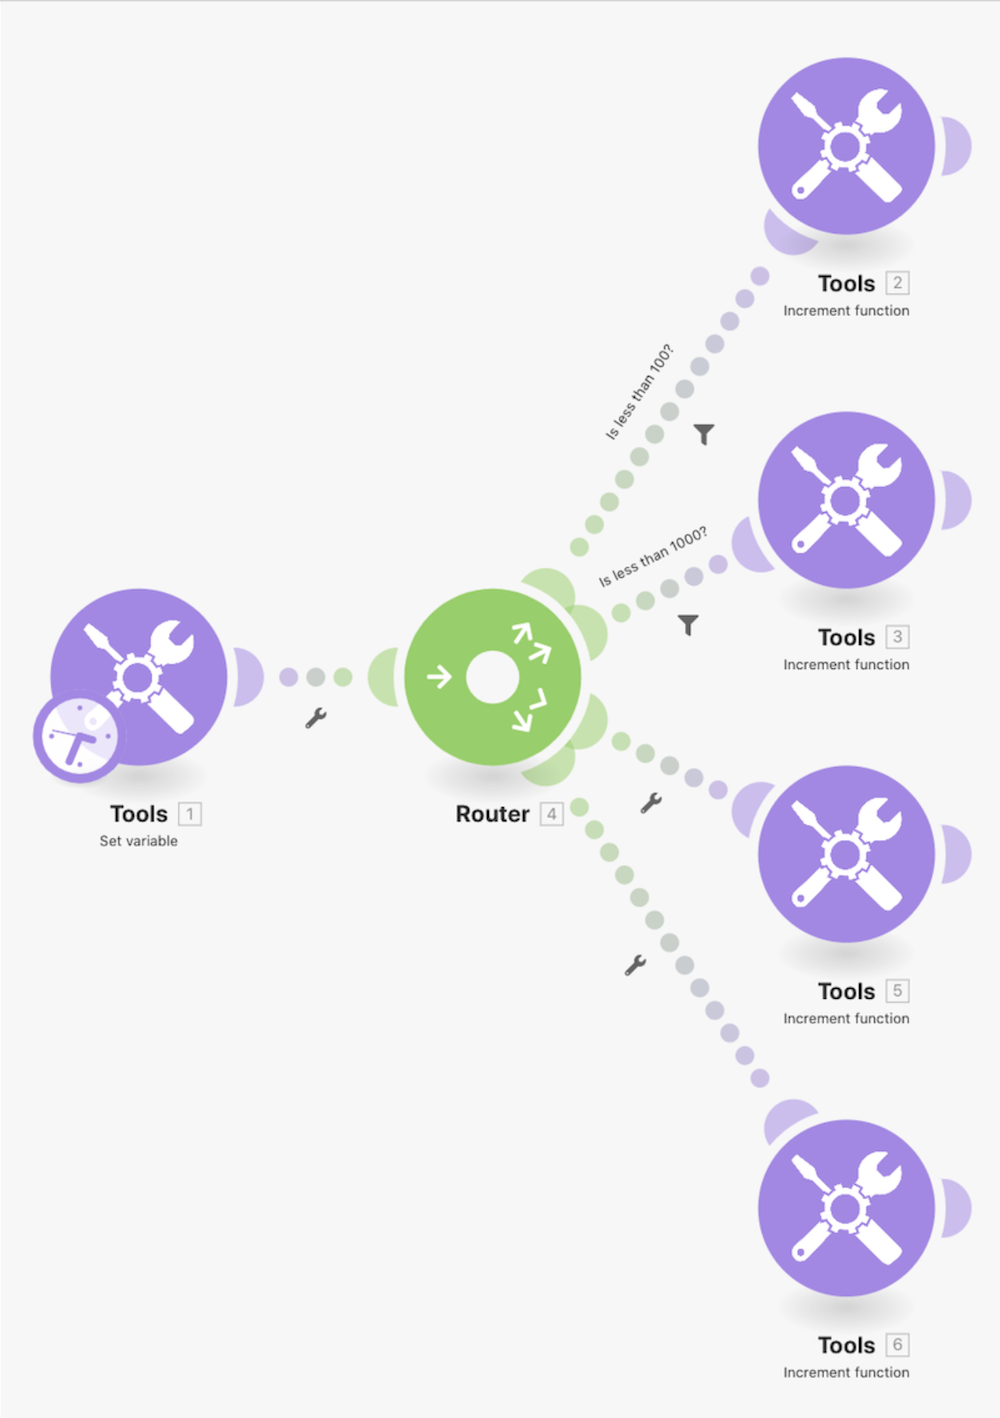 Tools 2
Increment function
Is less than 100?
Is less than 1000?
Tools 3
Increment function
Tools 1
Set variable
Router 4
Tools 5
Increment function
Tools 6
Increment function